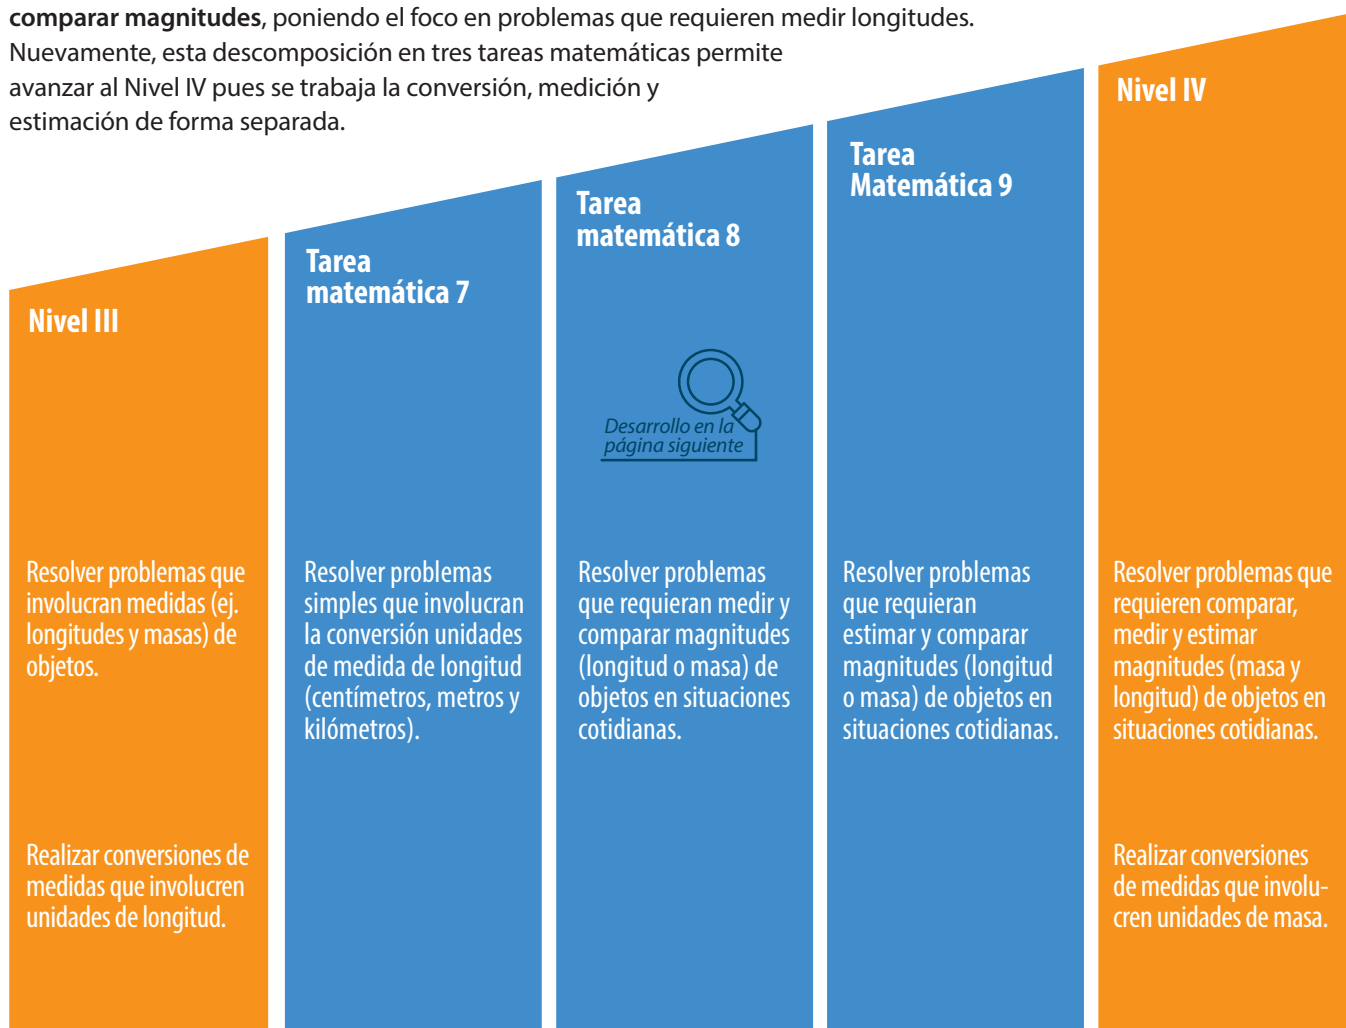 comparar magnitudes, poniendo el foco en problemas que requieren medir longitudes.
Nuevamente, esta descomposición en tres tareas matemáticas permite
avanzar al Nivel IV pues se trabaja la conversión, medición y
estimación de forma separada.
Nivel III
Resolver problemas que
involucran medidas (ej.
longitudes y masas) de
objetos.
Realizar conversiones de
medidas que involucren
unidades de longitud.
Tarea
matemática 7
Resolver problemas
simples que involucran
la conversión unidades
de medida de longitud
(centímetros, metros y
kilómetros).
Tarea
matemática 8
Desarrollo en la
página siguiente
Resolver problemas
que requieran medir y
comparar magnitudes
(longitud o masa) de
objetos en situaciones
cotidianas.
Tarea
Matemática 9
Resolver problemas
que requieran
estimar y comparar
magnitudes (longitud
o masa) de objetos en
situaciones cotidianas.
Nivel IV
Resolver problemas que
requieren comparar,
medir y estimar
magnitudes (masa y
longitud) de objetos en
situaciones cotidianas.
Realizar conversiones
de medidas que involu-
cren unidades de masa.